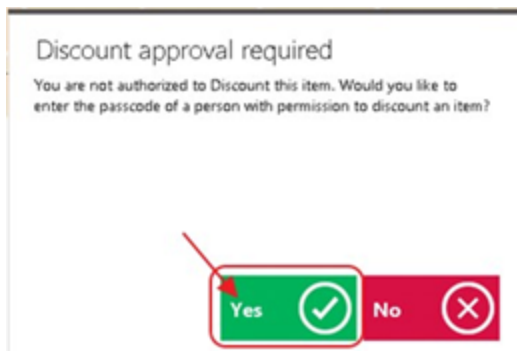 Discount approval required
You are not authorized to Discount this item. Would you like to
enter the passcode of a person with permission to discount an item?
Yes No